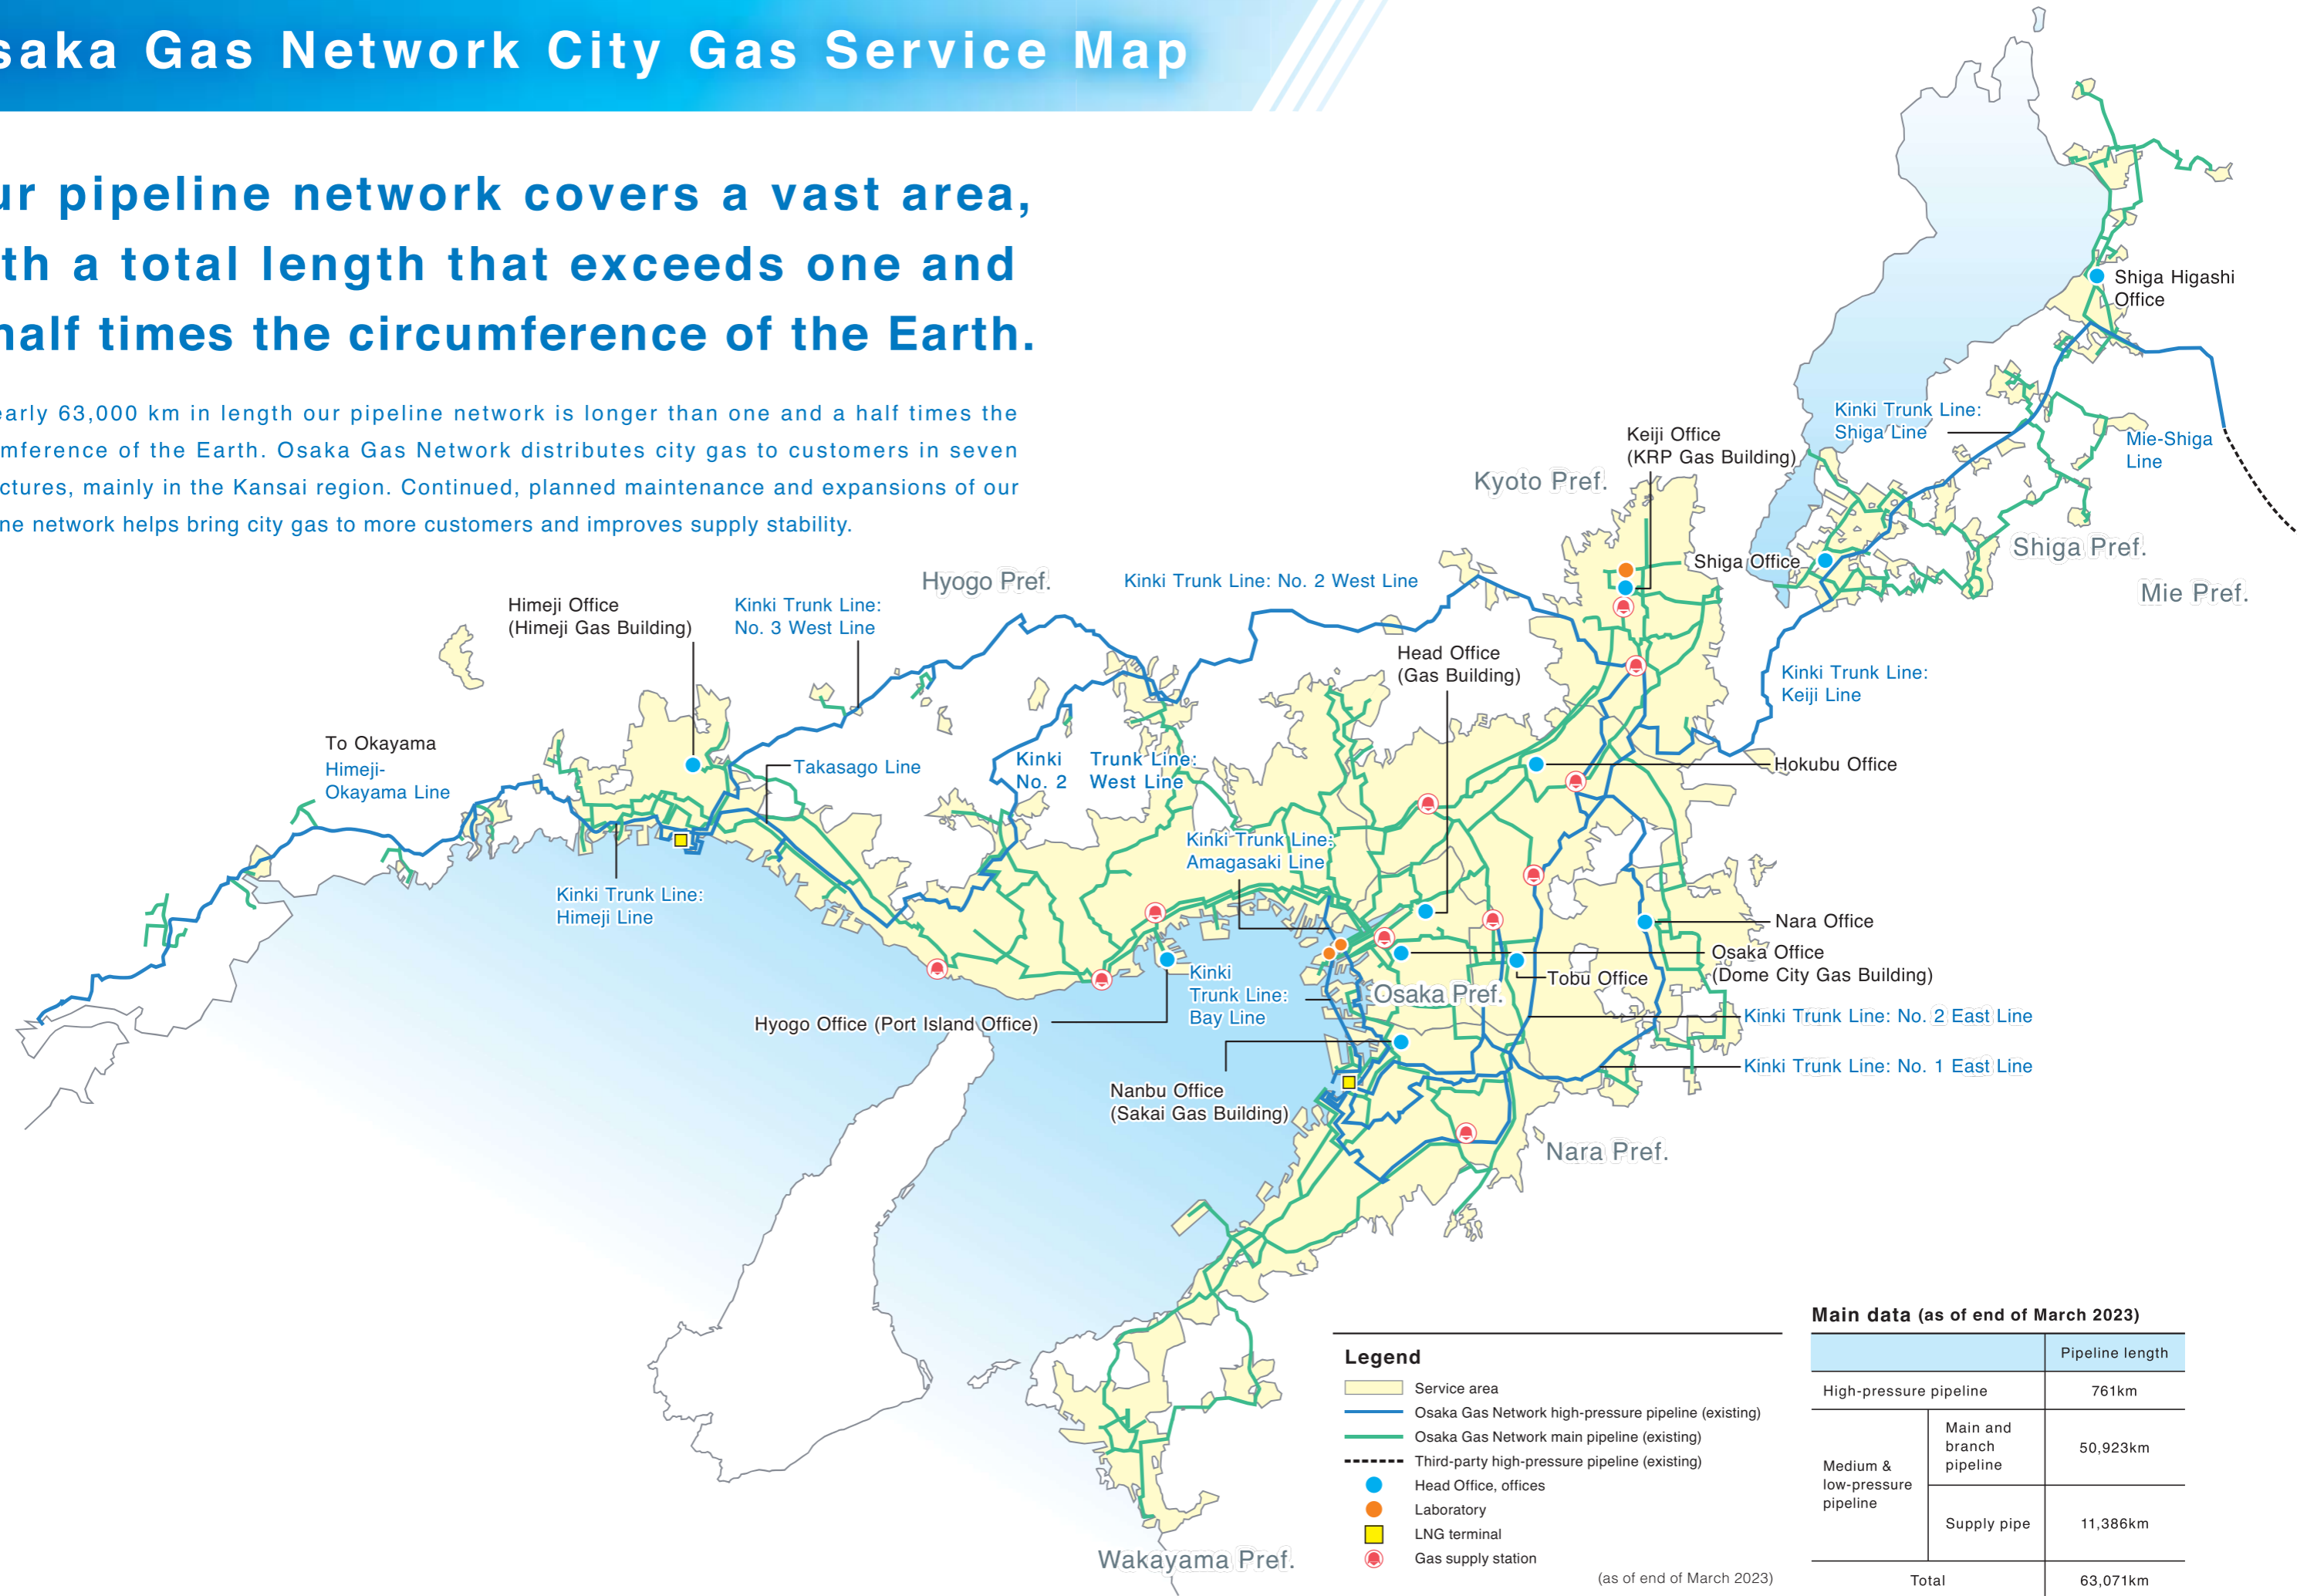 saka Gas Network City Gas Service Map
ur pipeline network covers a vast area,
th a total length that exceeds one and
half times the circumference of the Earth.
early 63,000 km in length our pipeline network is longer than one and a half times the
mference of the Earth. Osaka Gas Network distributes city gas to customers in seven
ctures, mainly in the Kansai region. Continued, planned maintenance and expansions of our
ne network helps bring city gas to more customers and improves supply stability.
Shiga Higashi
Office
Kinki Trunk Line:
Shiga Line
Mie-Shiga
Line
Keiji Office
(KRP Gas Building)
Kyoto Pref.
Shiga Office
Shiga Pref.
Mie Pref.
Hyogo Pref.
Kinki Trunk Line: No. 2 West Line
Himeji Office
(Himeji Gas Building)
Kinki Trunk Line:
No. 3 West Line
Head Office
(Gas Building)
Kinki Trunk Line:
Keiji Line
To Okayama
Himeji-
Okayama Line
Takasago Line
Kinki Trunk Line:
No. 2 West Line
Hokubu Office
Kinki Trunk Line:
Amagasaki Line
Kinki Trunk Line:
Himeji Line
Nara Office
Osaka Office
(Dome City Gas Building)
Tobu Office
Kinki
Trunk Line:
Bay Line
Osaka Pref.
Hyogo Office (Port Island Office)
Kinki Trunk Line: No. 2 East Line
Kinki Trunk Line: No. 1 East Line
Nanbu Office
(Sakai Gas Building)
Nara Pref.
Wakayama Pref.
Legend
Service area
Osaka Gas Network high-pressure pipeline (existing)
Osaka Gas Network main pipeline (existing)
Third-party high-pressure pipeline (existing)
Head Office, offices
Laboratory
LNG terminal
Gas supply station
(as of end of March 2023)
Main data (as of end of March 2023)
Pipeline length
High-pressure pipeline 761km
Medium &
low-pressure
pipeline
Main and
branch
pipeline
50,923km
Supply pipe 11,386km
Total 63,071km